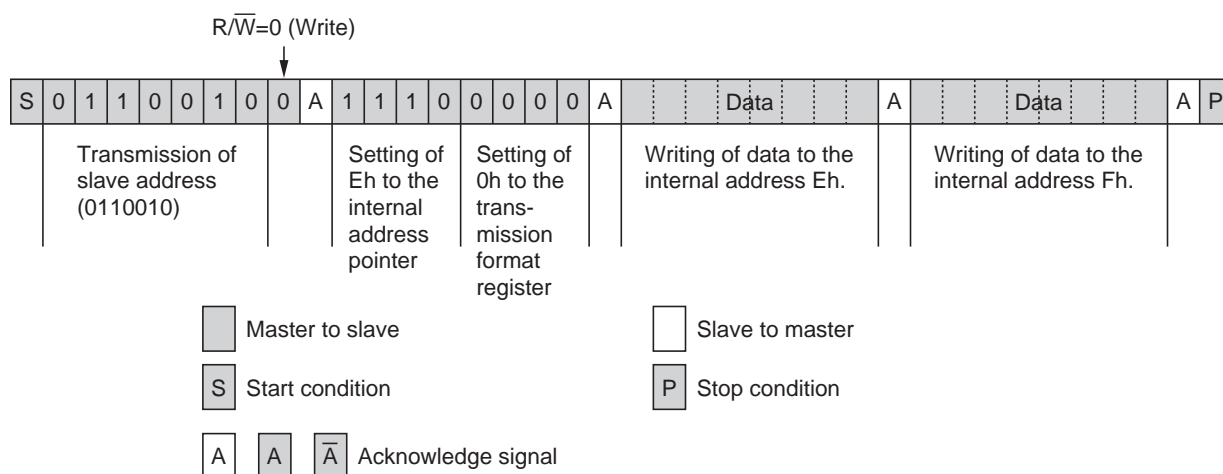 R/W̅=0 (Write)
S 0 1 1 0 0 1 0 0 A 1 1 1 0 0 0 0 0 A Data A Data A P
Transmission of
slave address
(0110010)
Setting of
Eh to the
internal
address
pointer
Setting of
0h to the
trans-
mission
format
register
Writing of data to the
internal address Eh.
Writing of data to the
internal address Fh.
Master to slave
Slave to master
S Start condition
P Stop condition
A A A̅ Acknowledge signal